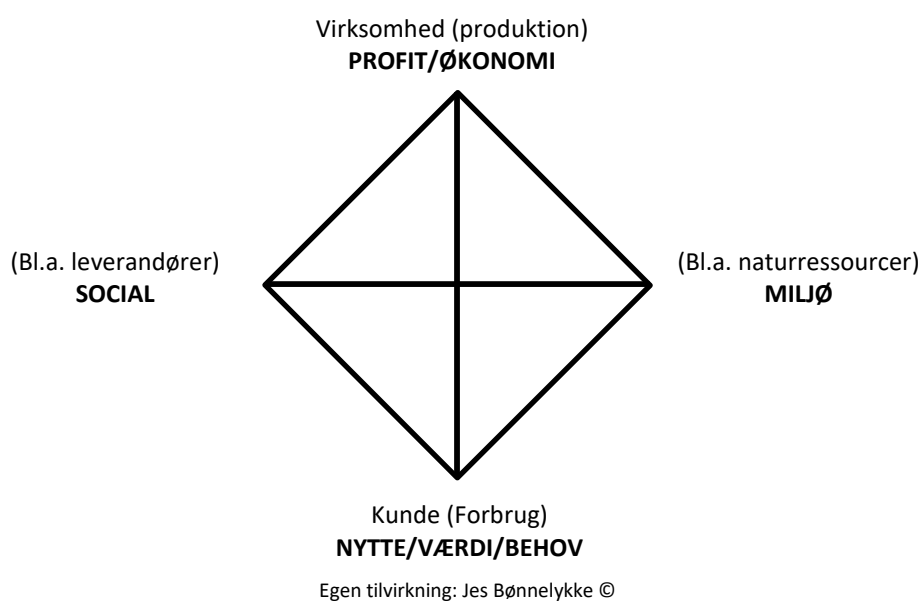 Virksomhed (produktion)
PROFIT/ØKONOMI
(Bl.a. leverandører)
SOCIAL
(Bl.a. naturressourcer)
MILJØ
Kunde (Forbrug)
NYTTE/VÆRDI/BEHOV
Egen tilvirkning: Jes Bønnelykke ©